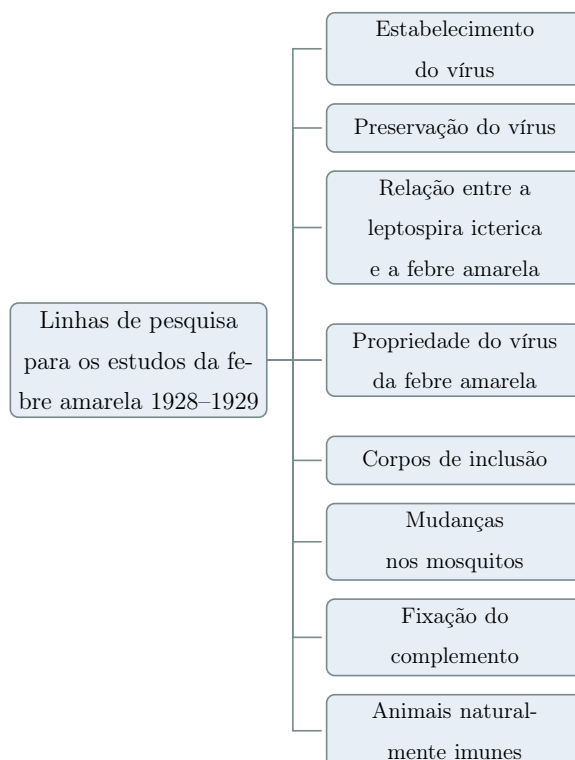 Estabelecimento
do vírus
Preservação do vírus
Relação entre a
leptospira icterica
e a febre amarela
Linhas de pesquisa
para os estudos da fe-
bre amarela 1928–1929
Propriedade do vírus
da febre amarela
Corpos de inclusão
Mudanças
nos mosquitos
Fixação do
complemento
Animais natural-
mente imunes